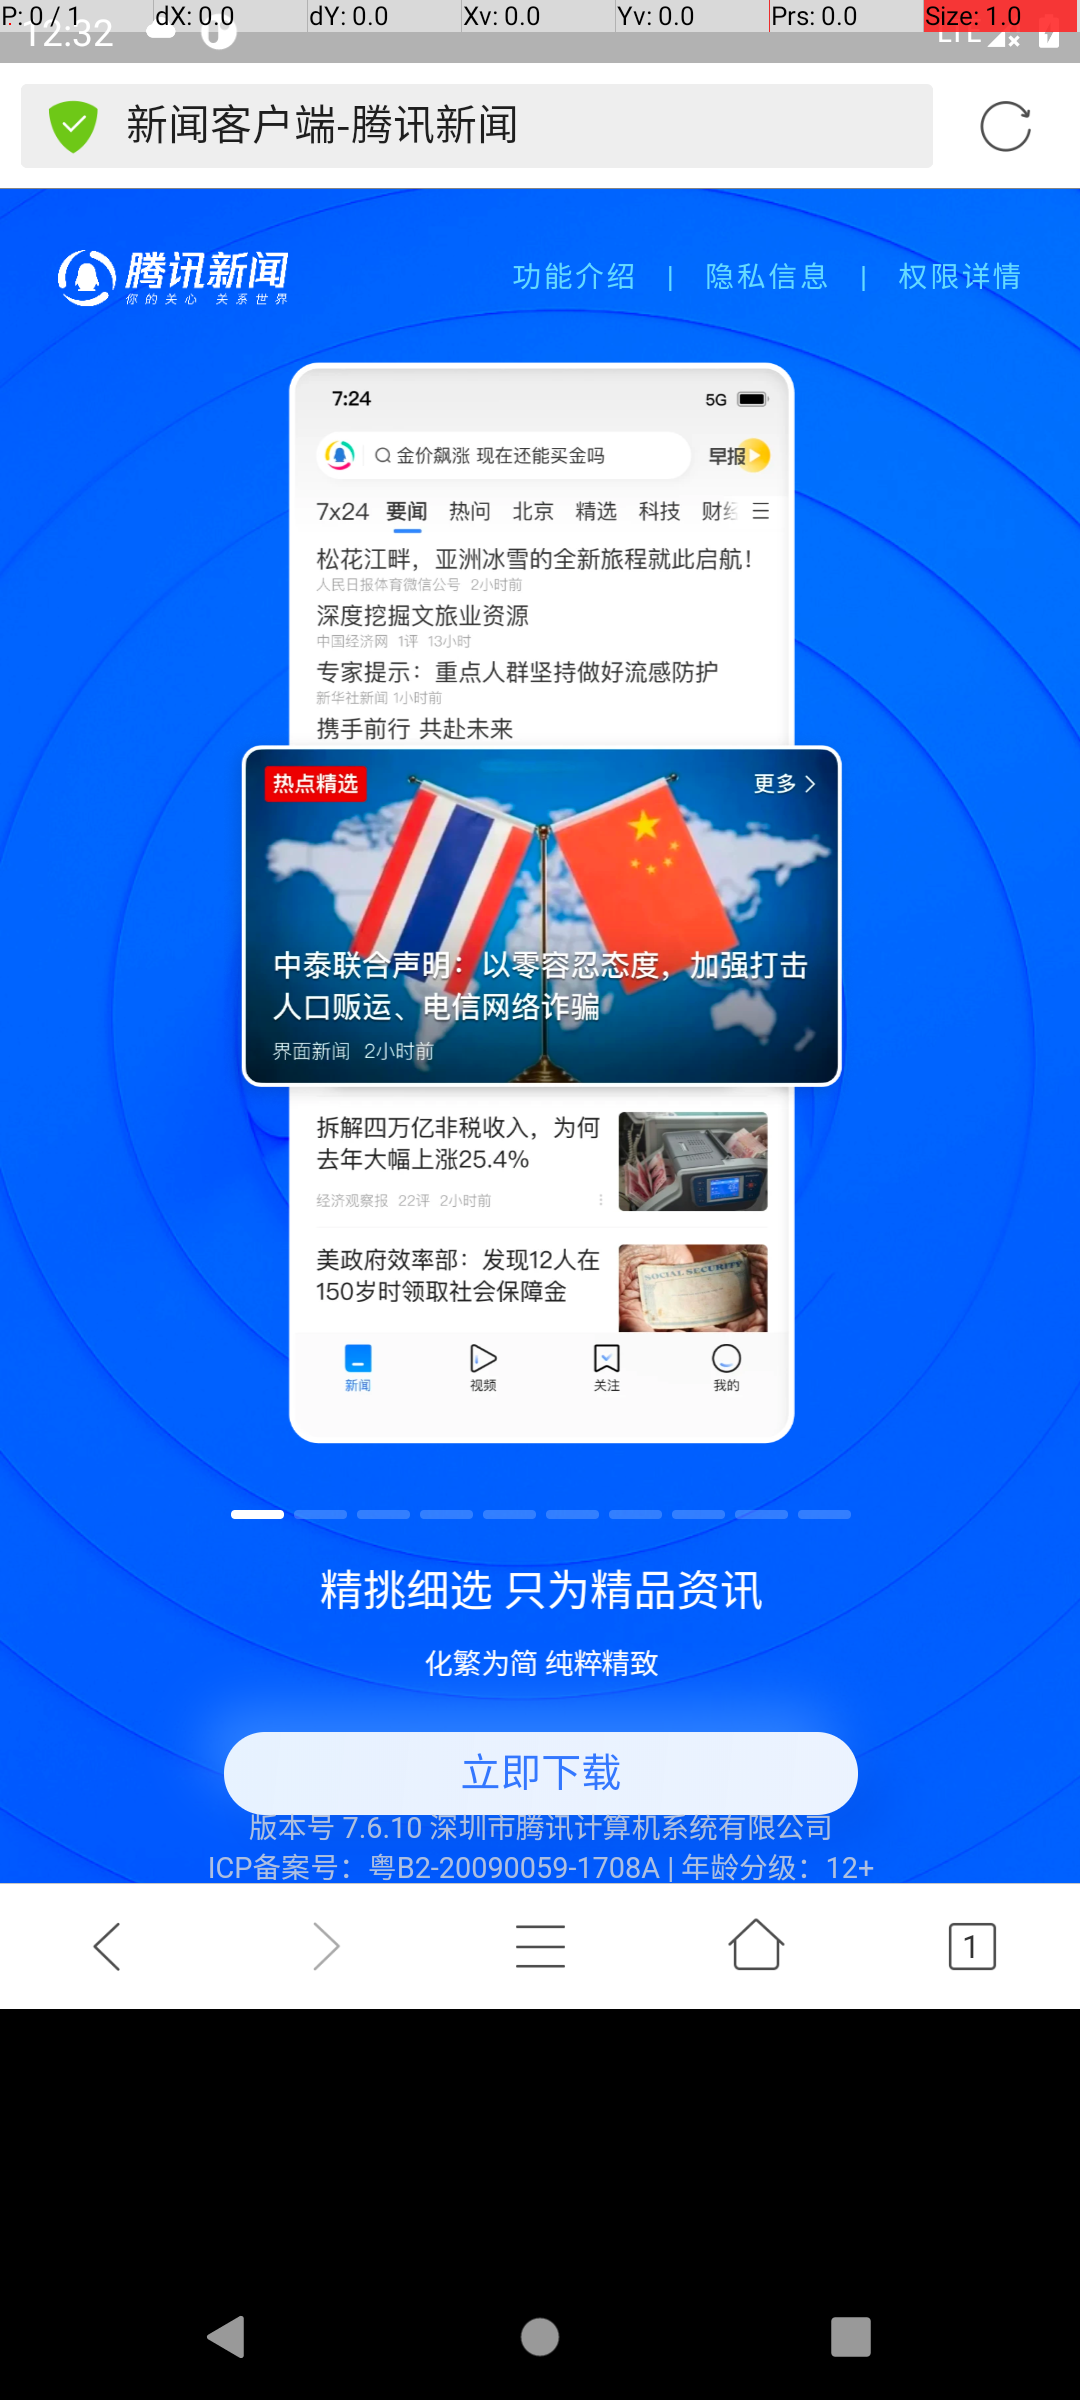 P: 0 / 1 dX: 0.0 dY: 0.0 Xv: 0.0 Yv: 0.0 Prs: 0.0 Size: 1.0
12:32 LTE
新闻客户端-腾讯新闻
腾讯新闻
你的关心 关系世界
功能介绍 | 隐私信息 | 权限详情
7:24 5G
金价飙涨 现在还能买金吗 早报
7x24 要闻 热问 北京 精选 科技 财经
松花江畔，亚洲冰雪的全新旅程就此启航！
人民日报体育微信公号 2小时前
深度挖掘文旅业资源
中国经济网 1评 13小时
专家提示：重点人群坚持做好流感防护
新华社新闻 1小时前
携手前行 共赴未来
热点精选 更多
中泰联合声明：以零容忍态度，加强打击
人口贩运、电信网络诈骗
界面新闻 2小时前
拆解四万亿非税收入，为何
去年大幅上涨25.4%
经济观察报 22评 2小时前
美政府效率部：发现12人在
150岁时领取社会保障金
SOCIAL SECURITY
新闻 视频 关注 我的
精挑细选 只为精品资讯
化繁为简 纯粹精致
立即下载
版本号 7.6.10 深圳市腾讯计算机系统有限公司
ICP备案号：粤B2-20090059-1708A | 年龄分级：12+
1